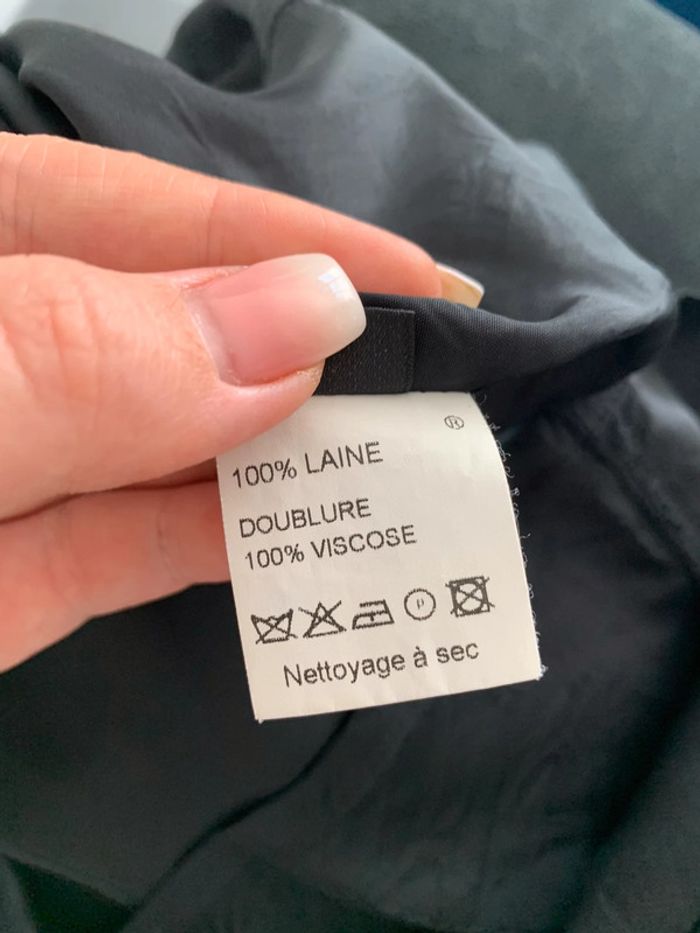 ®
100% LAINE
DOUBLURE
100% VISCOSE
P
Nettoyage à sec